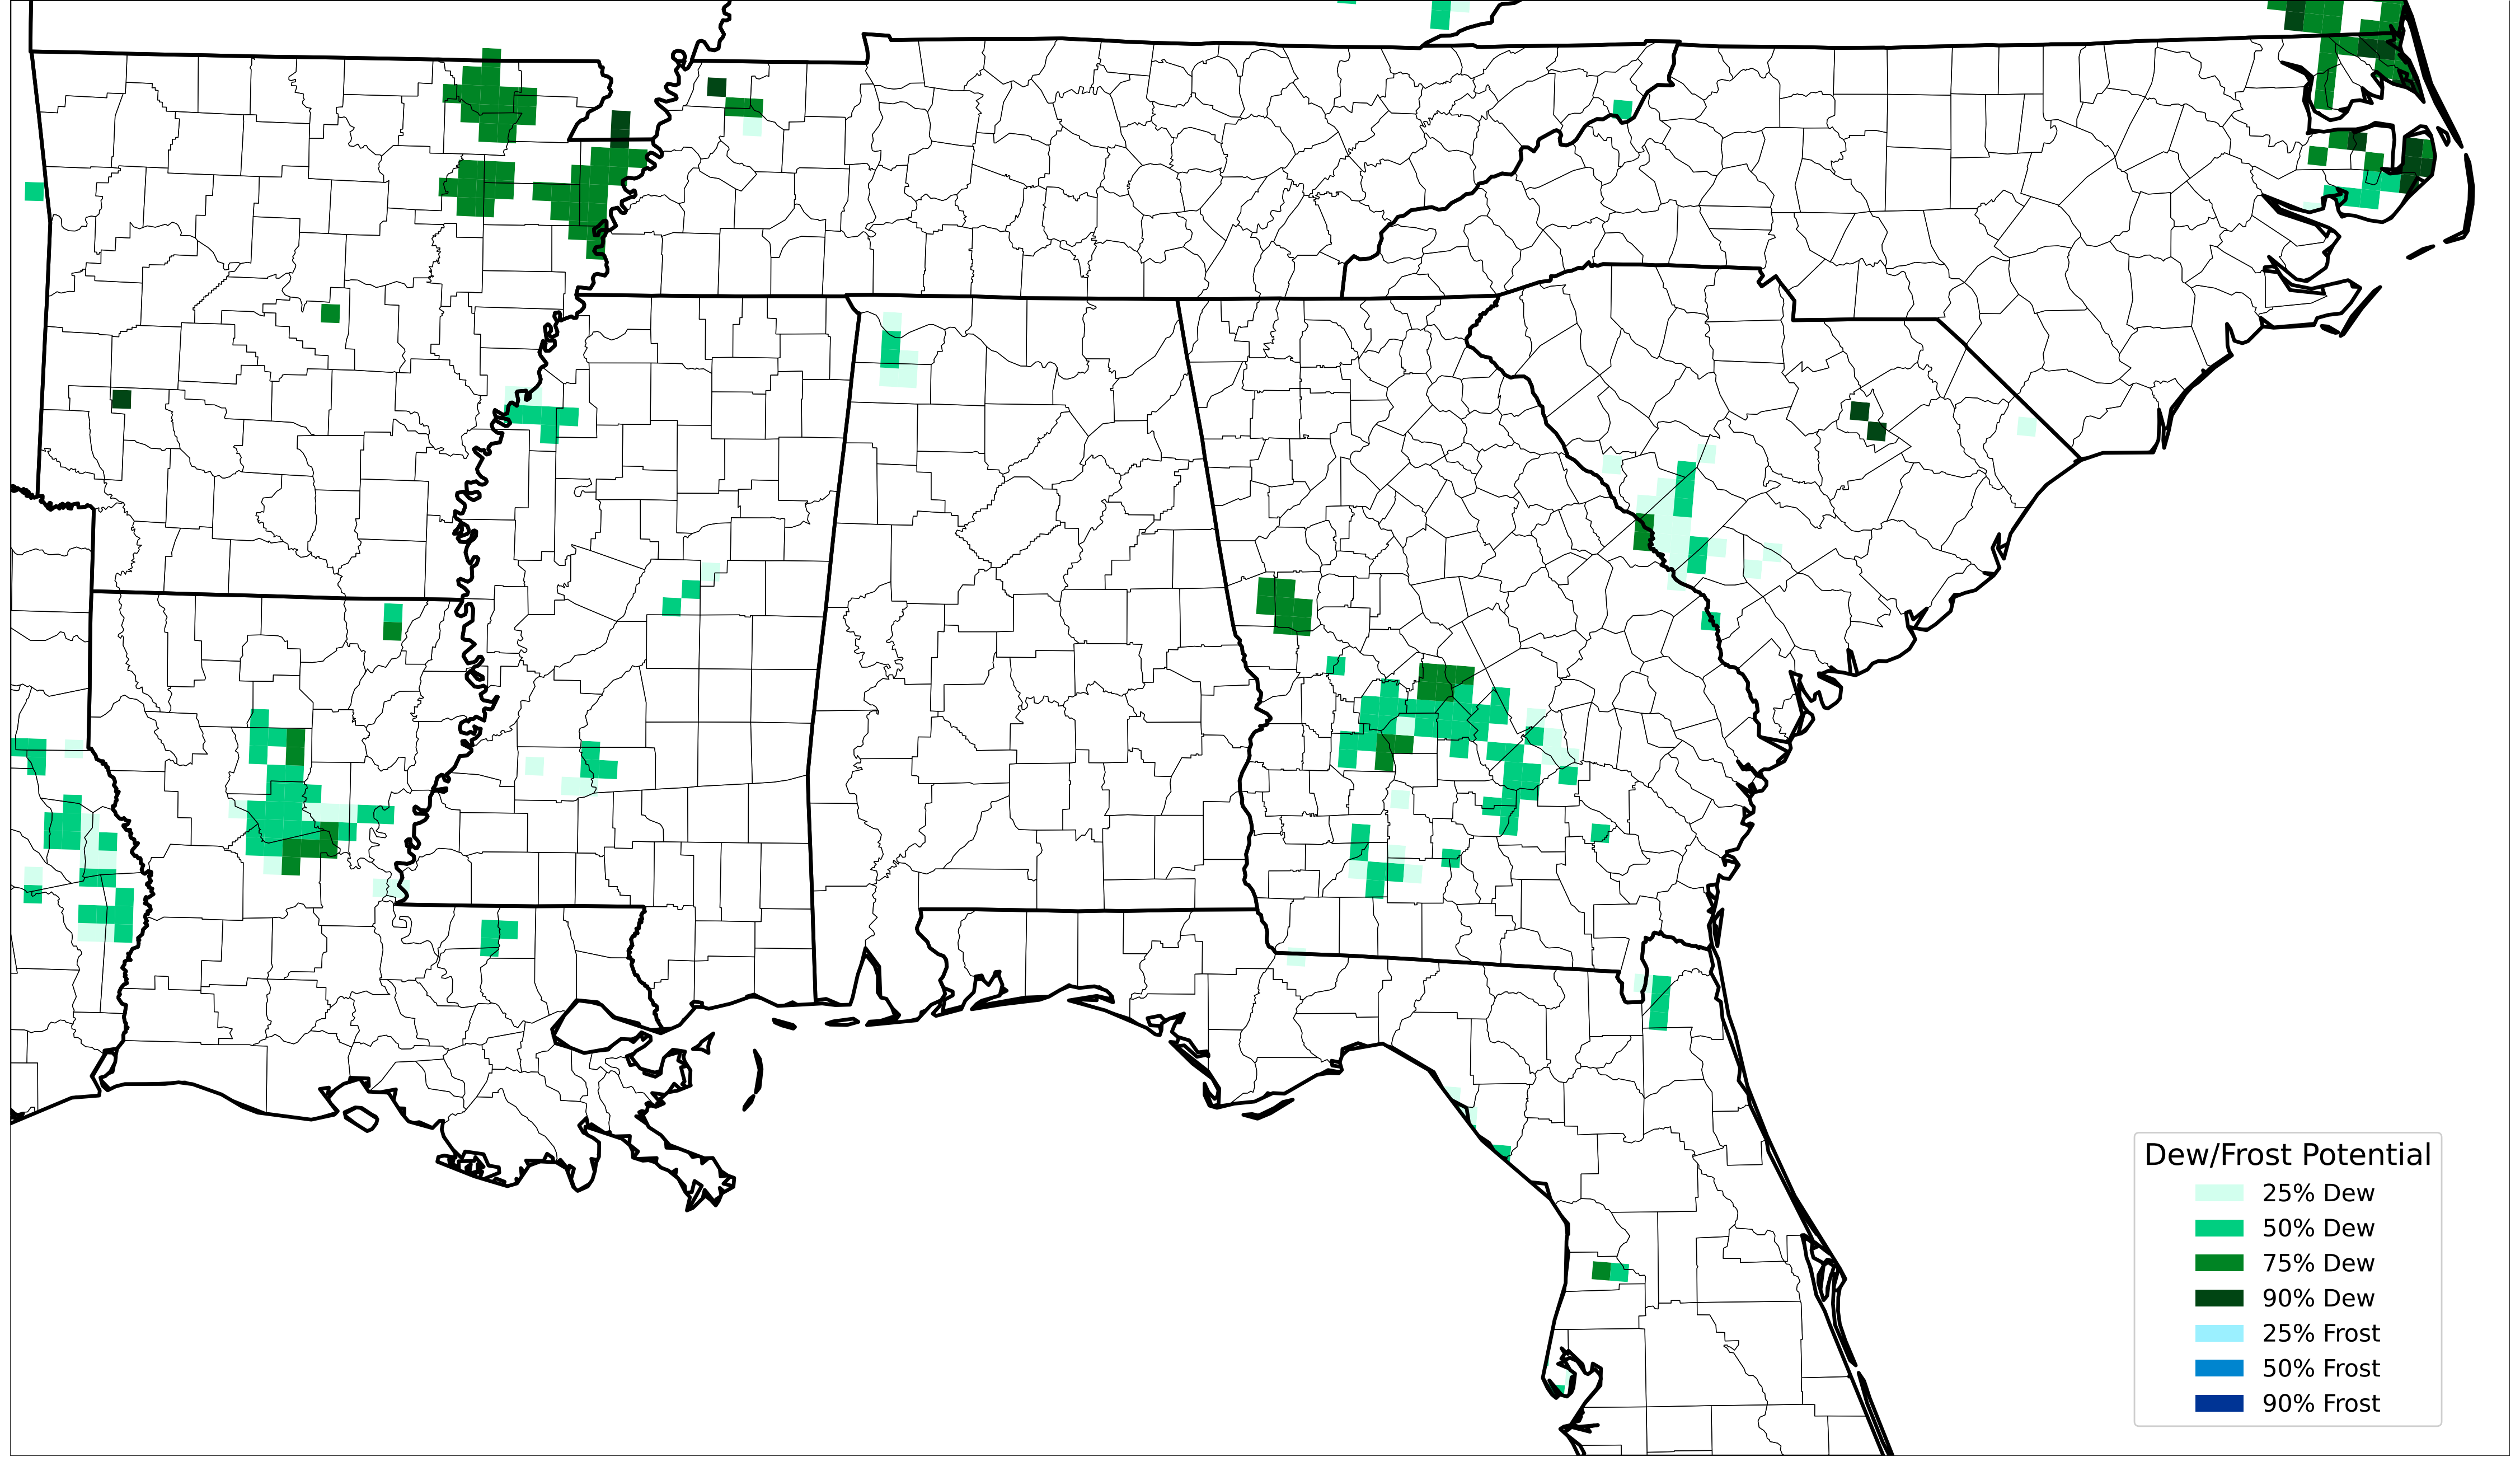 Dew/Frost Potential
25% Dew
50% Dew
75% Dew
90% Dew
25% Frost
50% Frost
90% Frost